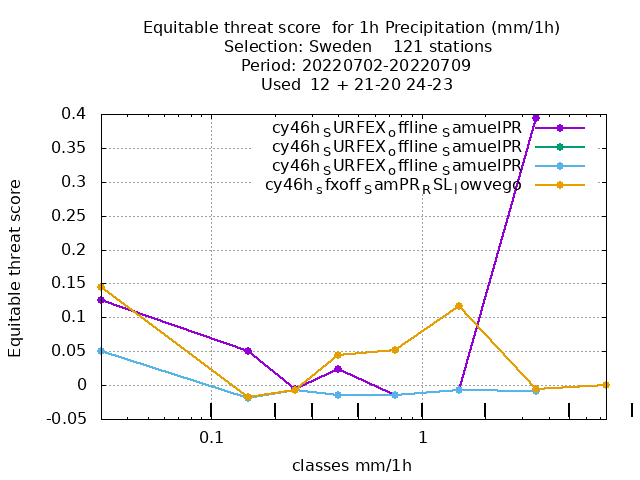 Equitable threat score  for 1h Precipitation (mm/1h)
Selection: Sweden    121 stations
Period: 20220702-20220709
Used  12 + 21-20 24-23
0.4
0.35
0.3
0.25
0.2
0.15
0.1
0.05
0
-0.05
Equitable threat score
cy46h_SURFEX_offline_SamuelPR
cy46h_SURFEX_offline_SamuelPR
cy46h_SURFEX_offline_SamuelPR
cy46h_sfxoff_SamPR_RSL_lowvego
0.1
1
classes mm/1h